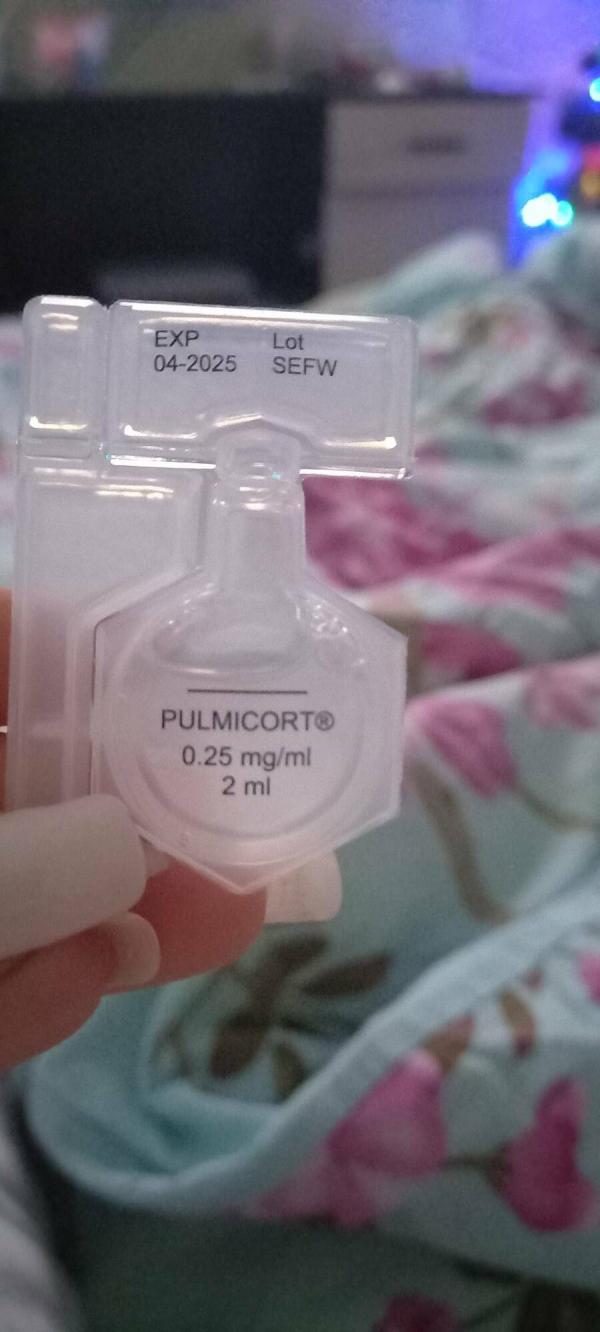 EXP Lot
04-2025 SEFW
PULMICORT®
0.25 mg/ml
2 ml